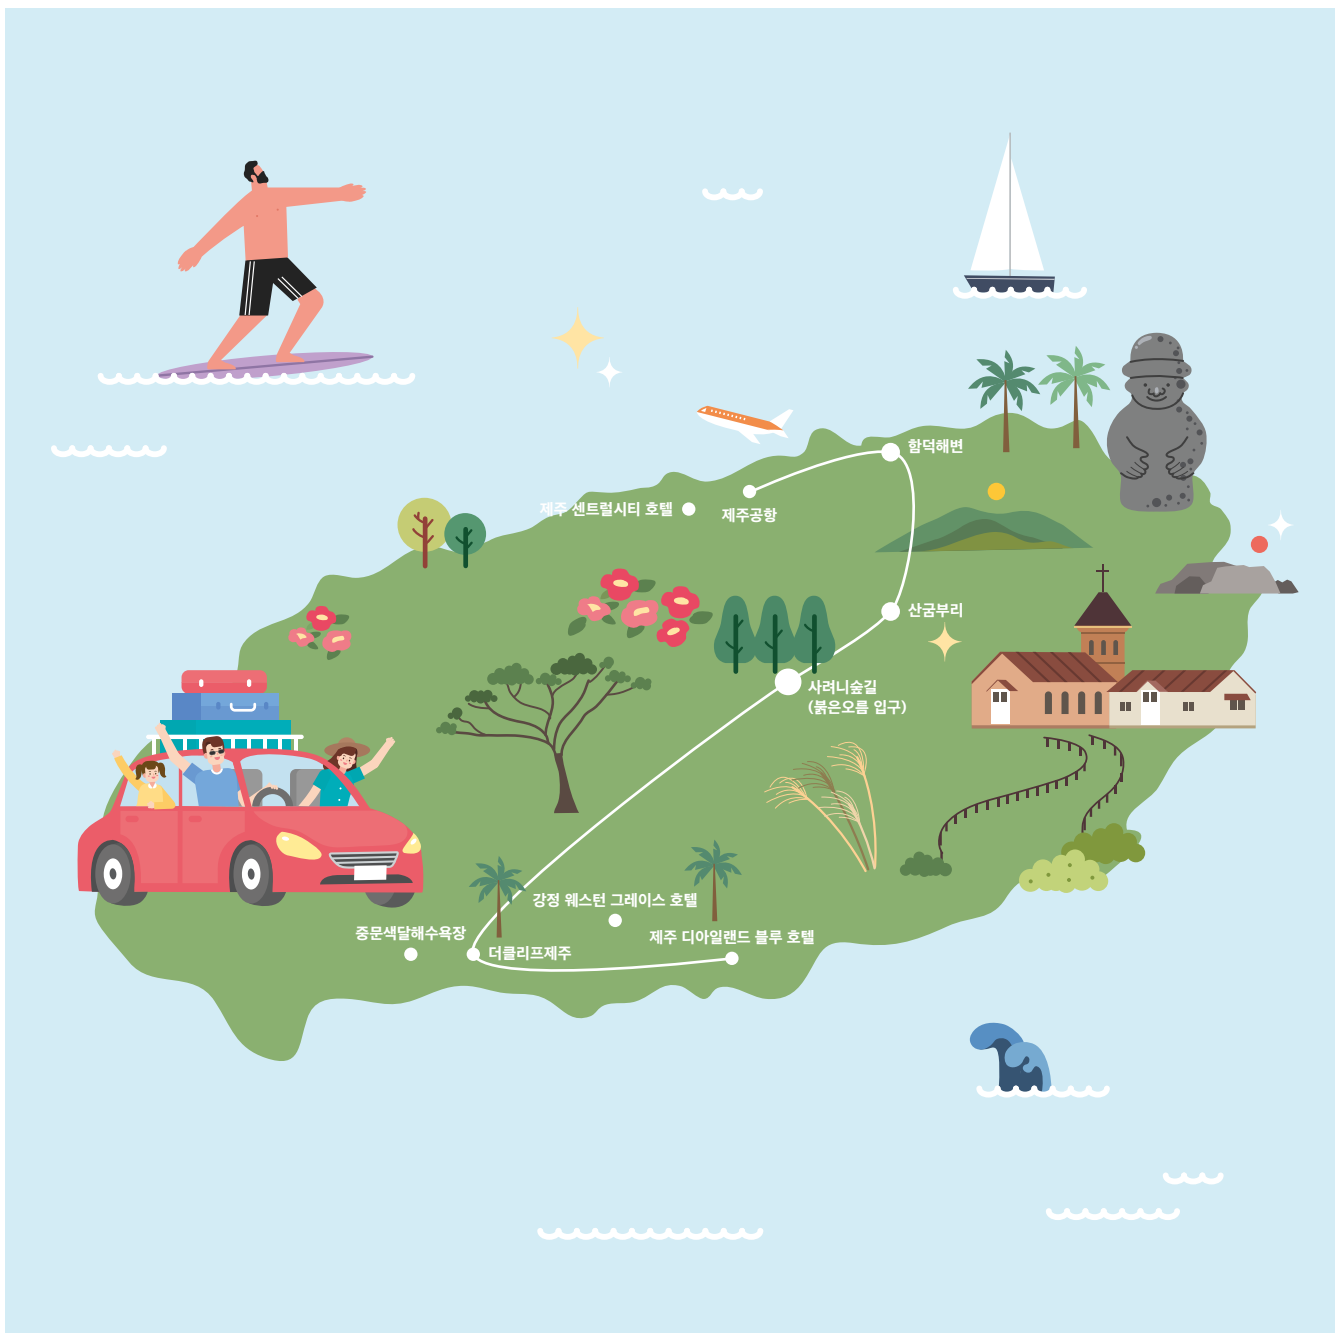 함덕해변
제주 센트럴시티 호텔
제주공항
산굼부리
사려니숲길
(붉은오름 입구)
강정 웨스턴 그레이스 호텔
중문색달해수욕장
제주 디아일랜드 블루 호텔
더클리프제주